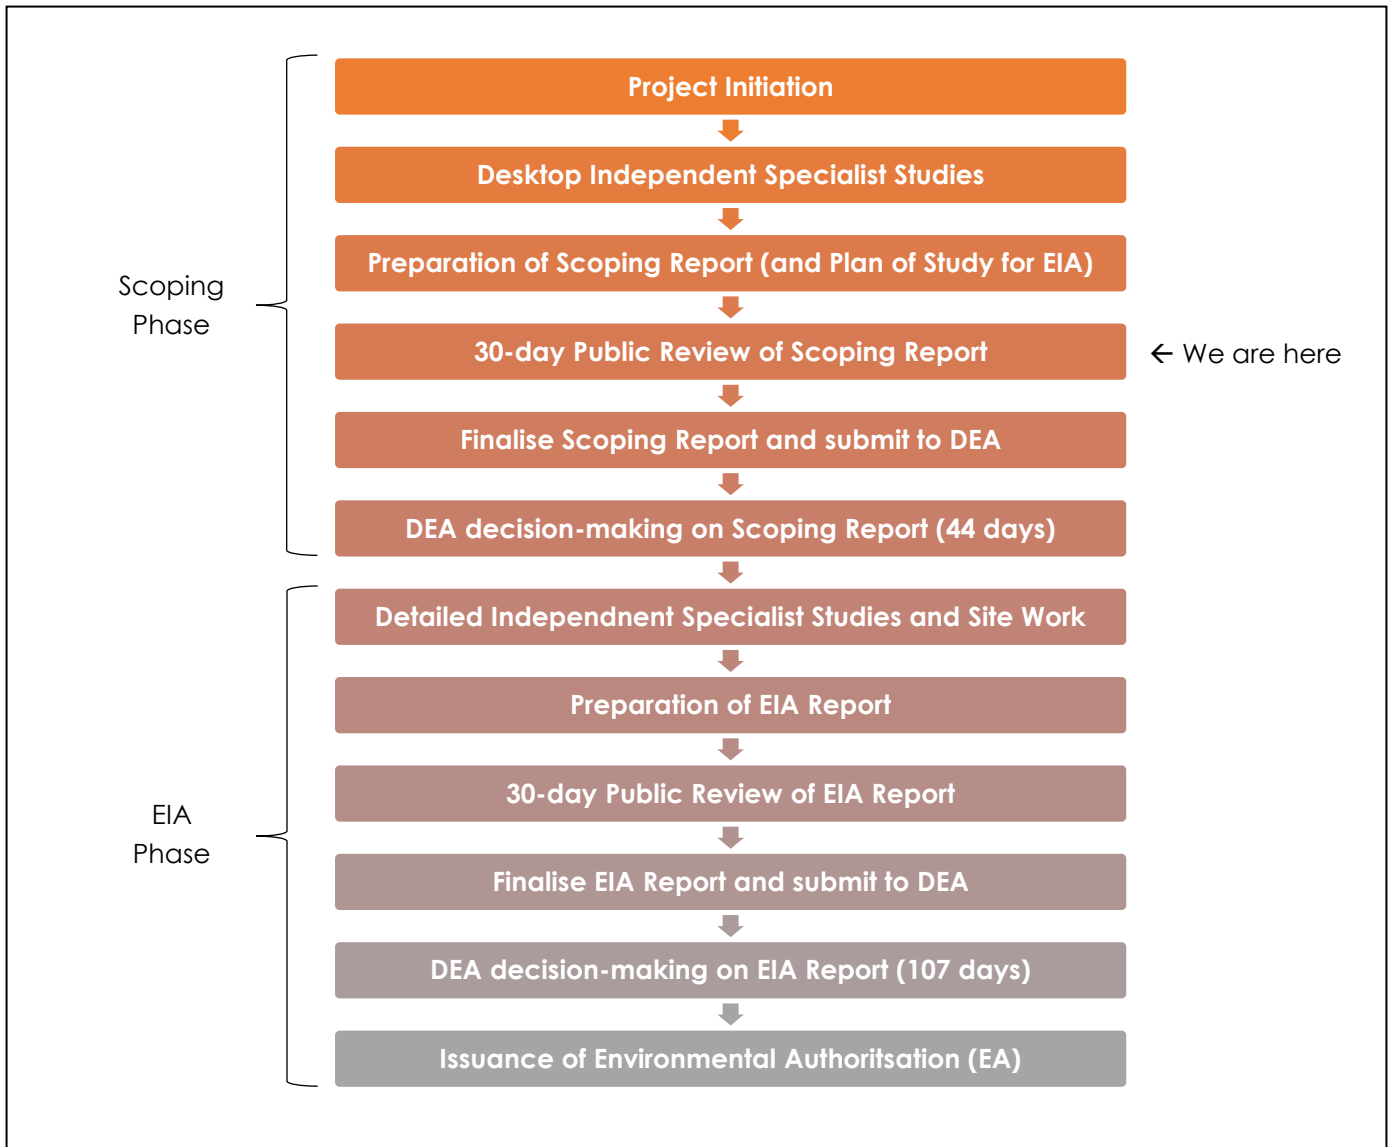 Project Initiation
Desktop Independent Specialist Studies
Preparation of Scoping Report (and Plan of Study for EIA)
Scoping
Phase
30-day Public Review of Scoping Report
← We are here
Finalise Scoping Report and submit to DEA
DEA decision-making on Scoping Report (44 days)
Detailed Independnent Specialist Studies and Site Work
Preparation of EIA Report
30-day Public Review of EIA Report
EIA
Phase
Finalise EIA Report and submit to DEA
DEA decision-making on EIA Report (107 days)
Issuance of Environmental Authoritsation (EA)